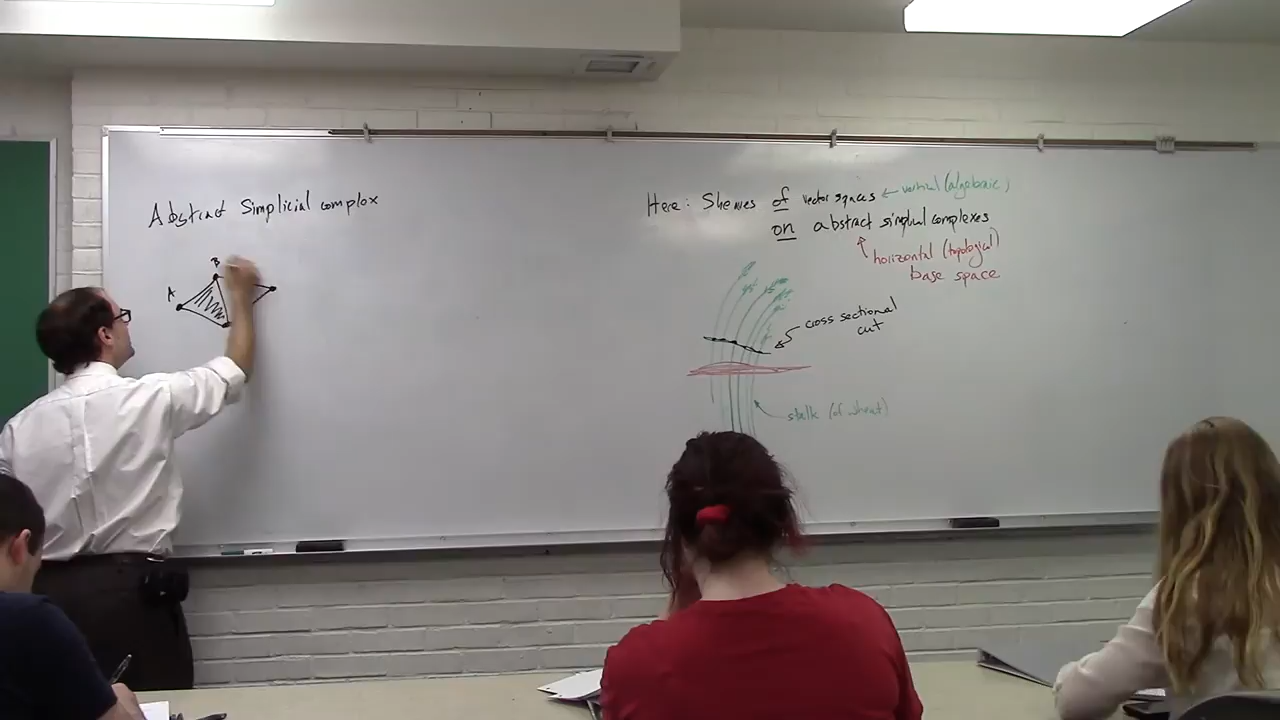 Abstract Simplicial complex
B
A
Here: Sheaves of vector spaces ← vertical (algebraic)
on abstract simplicial complexes
horizontal (topological)
base space
cross sectional
cut
stalk (of sheaf)